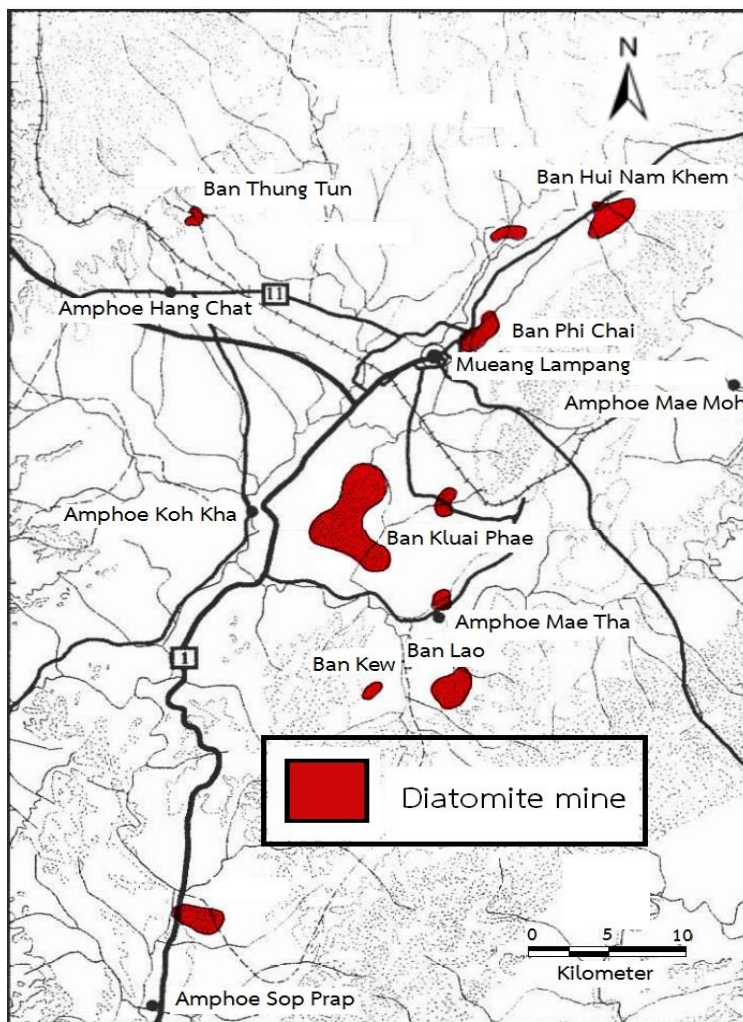 N
Ban Thung Tun
Ban Hui Nam Khem
11
Amphoe Hang Chat
Ban Phi Chai
Mueang Lampang
Amphoe Mae Moh
Amphoe Koh Kha
Ban Kluai Phae
Amphoe Mae Tha
Ban Kew
Ban Lao
1
Diatomite mine
0 5 10
Kilometer
Amphoe Sop Prap